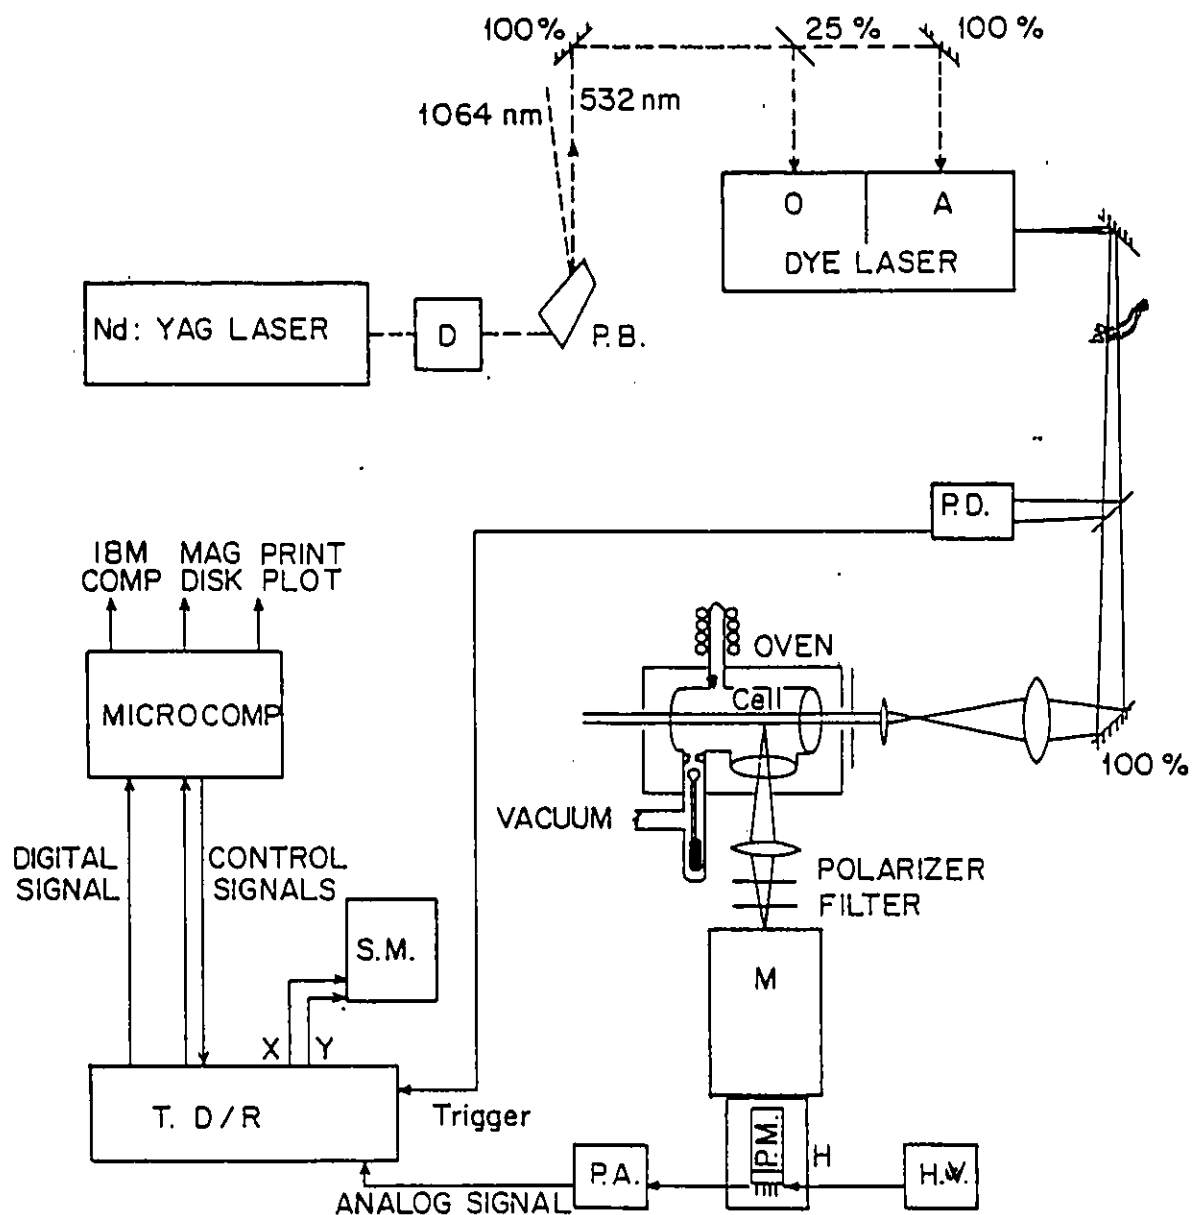 100% 25% 100%
1064 nm 532 nm
O A
DYE LASER
Nd: YAG LASER
D
P.B.
P.D.
IBM COMP
MAG DISK
PRINT PLOT
OVEN
Cell
MICROCOMP
100%
VACUUM
DIGITAL SIGNAL
CONTROL SIGNALS
POLARIZER
FILTER
S.M.
M
X Y
T. D/R
Trigger
P.M.
H
P.A.
H.V.
ANALOG SIGNAL